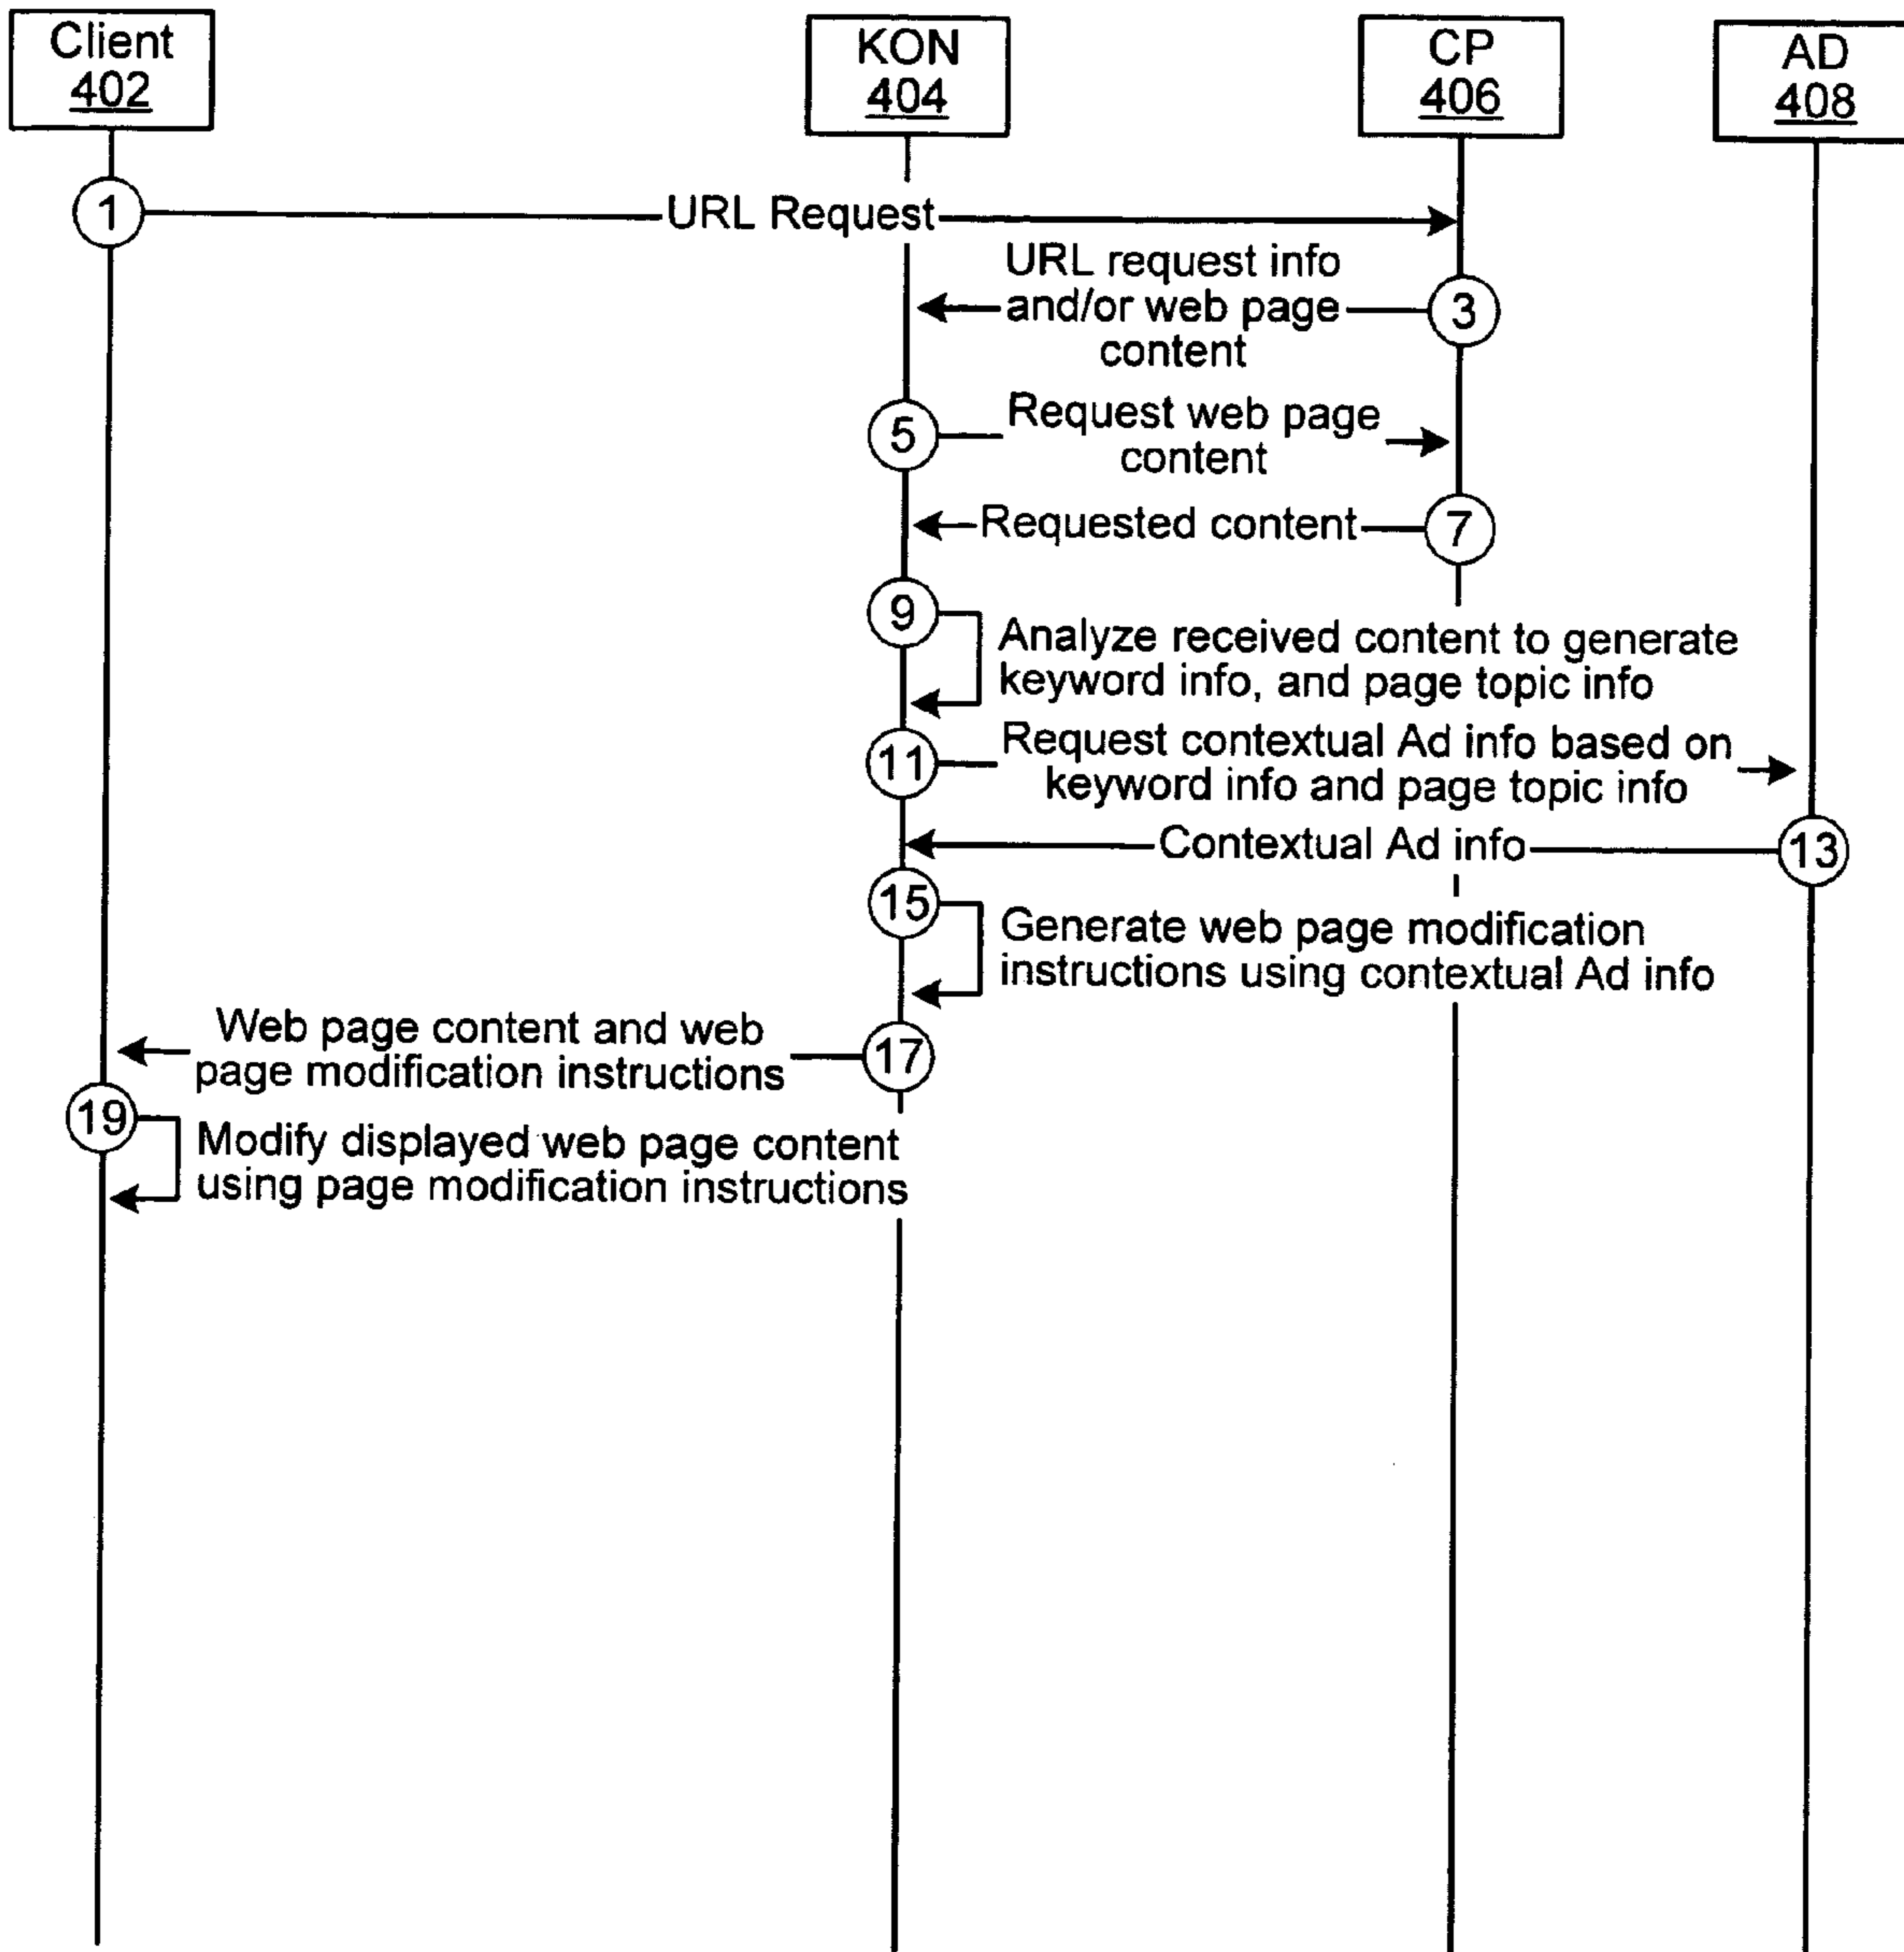 Client
402
KON
404
CP
406
AD
408
1
URL Request
URL request info
and/or web page
content
3
5
Request web page
content
Requested content
7
9
Analyze received content to generate
keyword info, and page topic info
11
Request contextual Ad info based on
keyword info and page topic info
Contextual Ad info
13
15
Generate web page modification
instructions using contextual Ad info
Web page content and web
page modification instructions
17
19
Modify displayed web page content
using page modification instructions